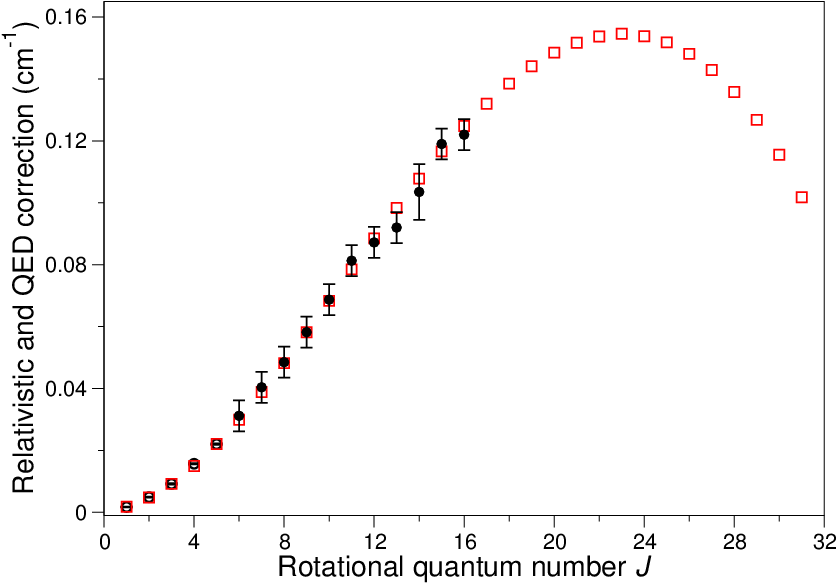 Relativistic and QED correction (cm⁻¹)
0.16
0.12
0.08
0.04
0
0 4 8 12 16 20 24 28 32
Rotational quantum number J